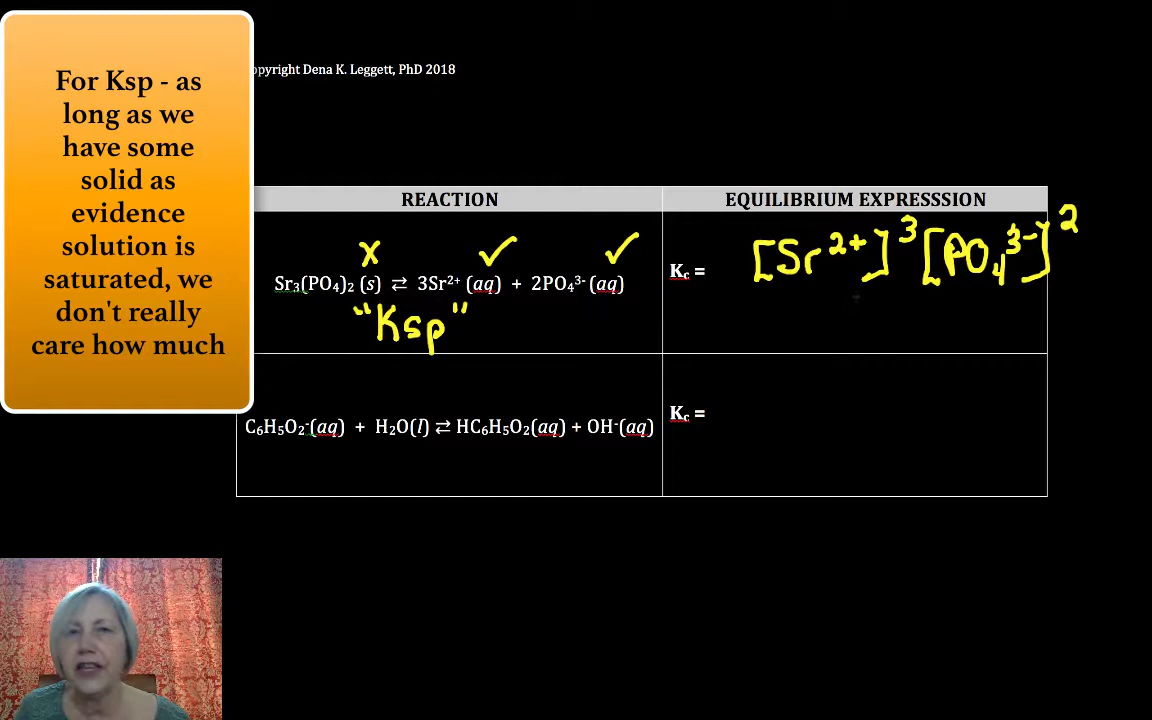 For Ksp - as
long as we
have some
solid as
evidence
solution is
saturated, we
don't really
care how much
opyright Dena K. Leggett, PhD 2018
REACTION
EQUILIBRIUM EXPRESSSION
x ✓ ✓
Sr₃(PO₄)₂ (s) ⇄ 3Sr²⁺ (aq) + 2PO₄³⁻ (aq)
"Ksp"
Kc = [Sr²⁺]³ [PO₄³⁻]²
C₆H₅O₂⁻(aq) + H₂O(l) ⇄ HC₆H₅O₂(aq) + OH⁻(aq)
Kc =